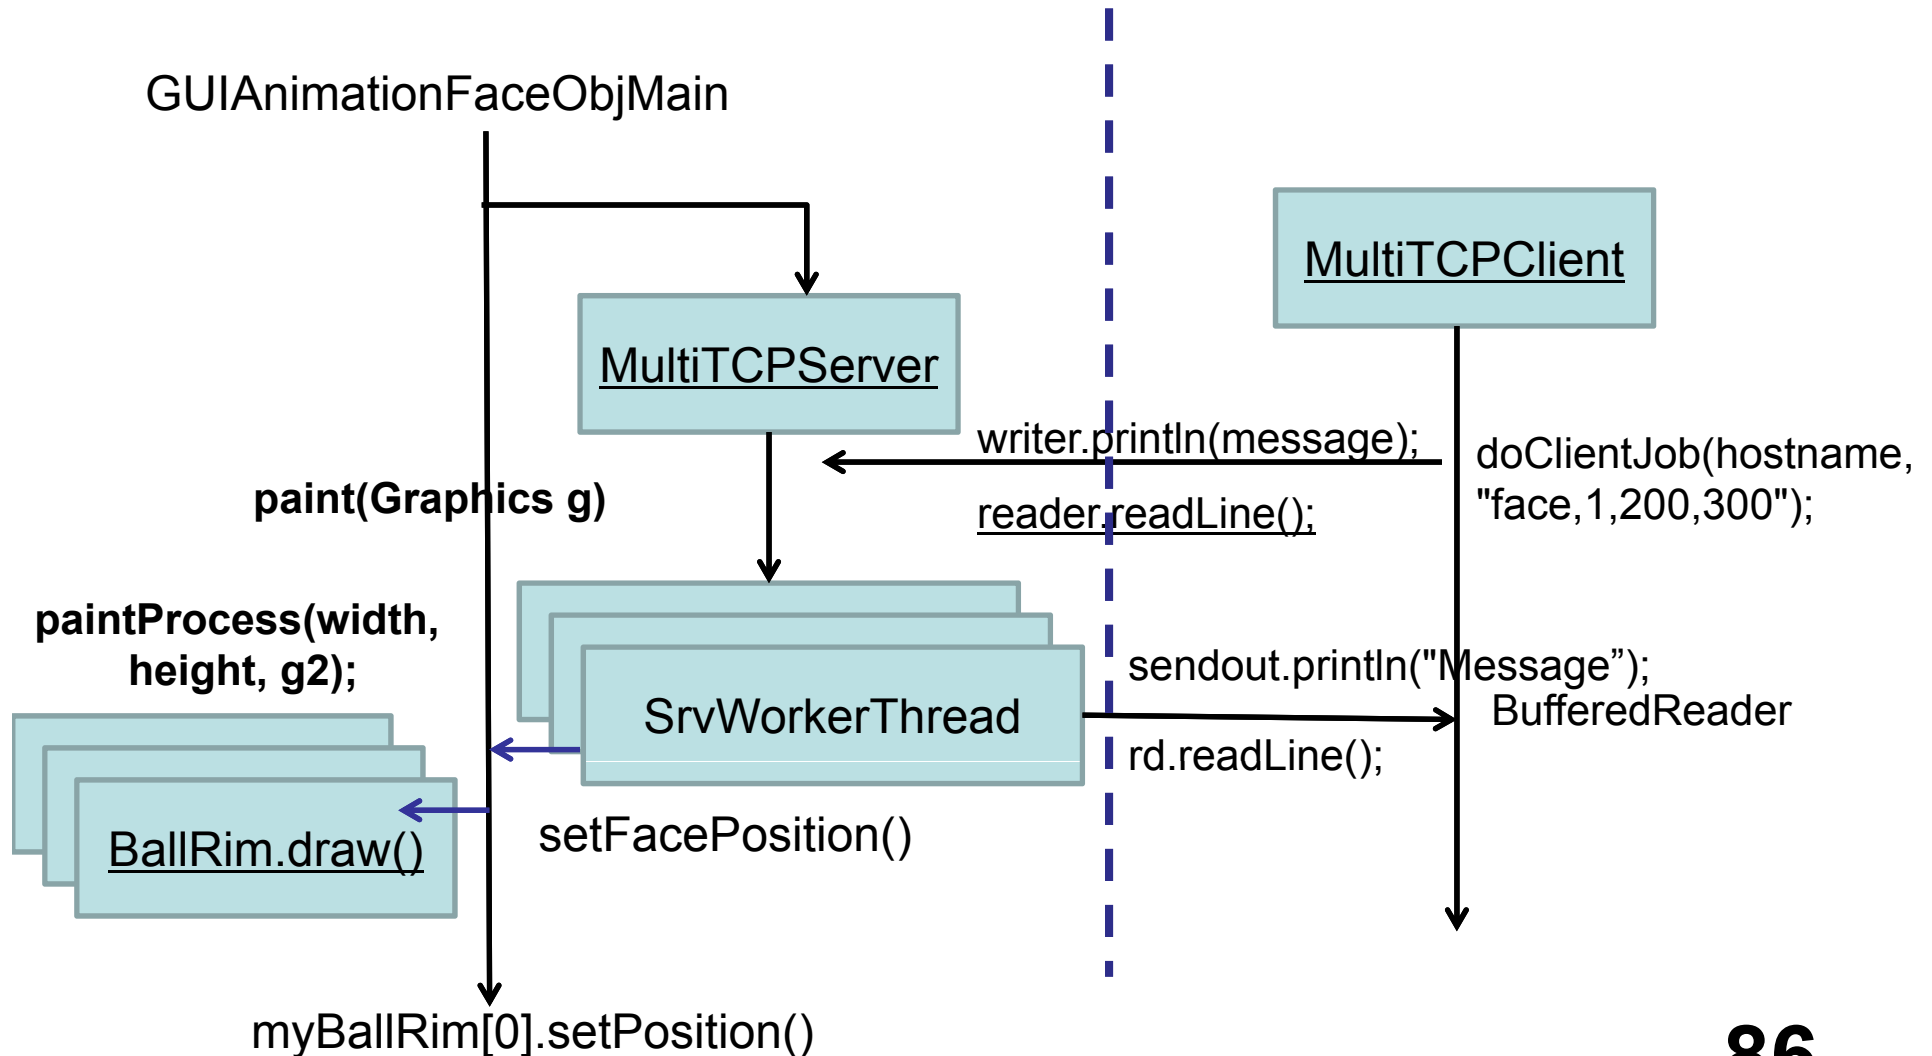 GUIAnimationFaceObjMain
MultiTCPClient
MultiTCPServer
writer.println(message);
doClientJob(hostname,
"face,1,200,300");
paint(Graphics g)
reader.readLine();
paintProcess(width,
height, g2);
sendout.println("Message”);
SrvWorkerThread
BufferedReader
rd.readLine();
BallRim.draw()
setFacePosition()
myBallRim[0].setPosition()
86